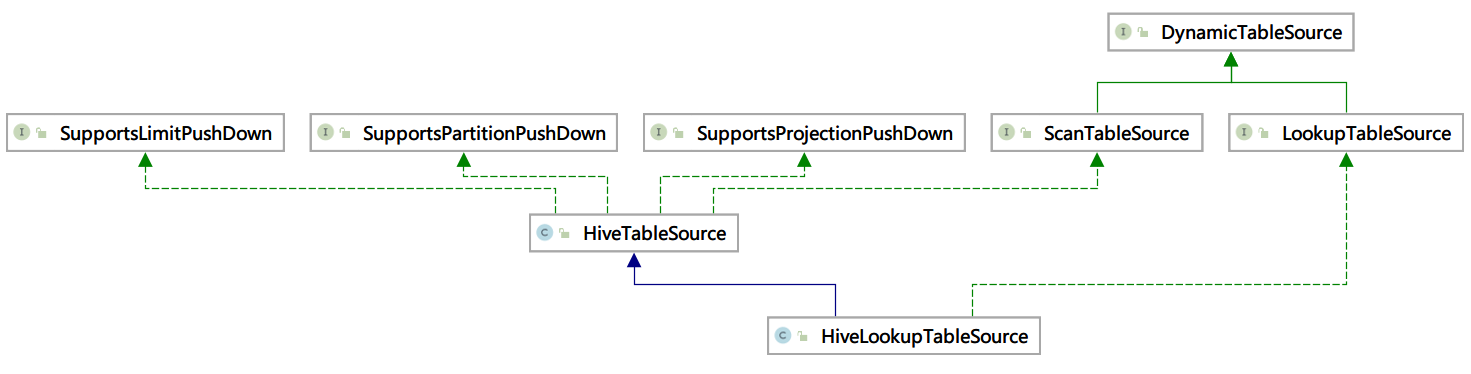 I DynamicTableSource
I SupportsLimitPushDown
I SupportsPartitionPushDown
I SupportsProjectionPushDown
I ScanTableSource
I LookupTableSource
C HiveTableSource
C HiveLookupTableSource